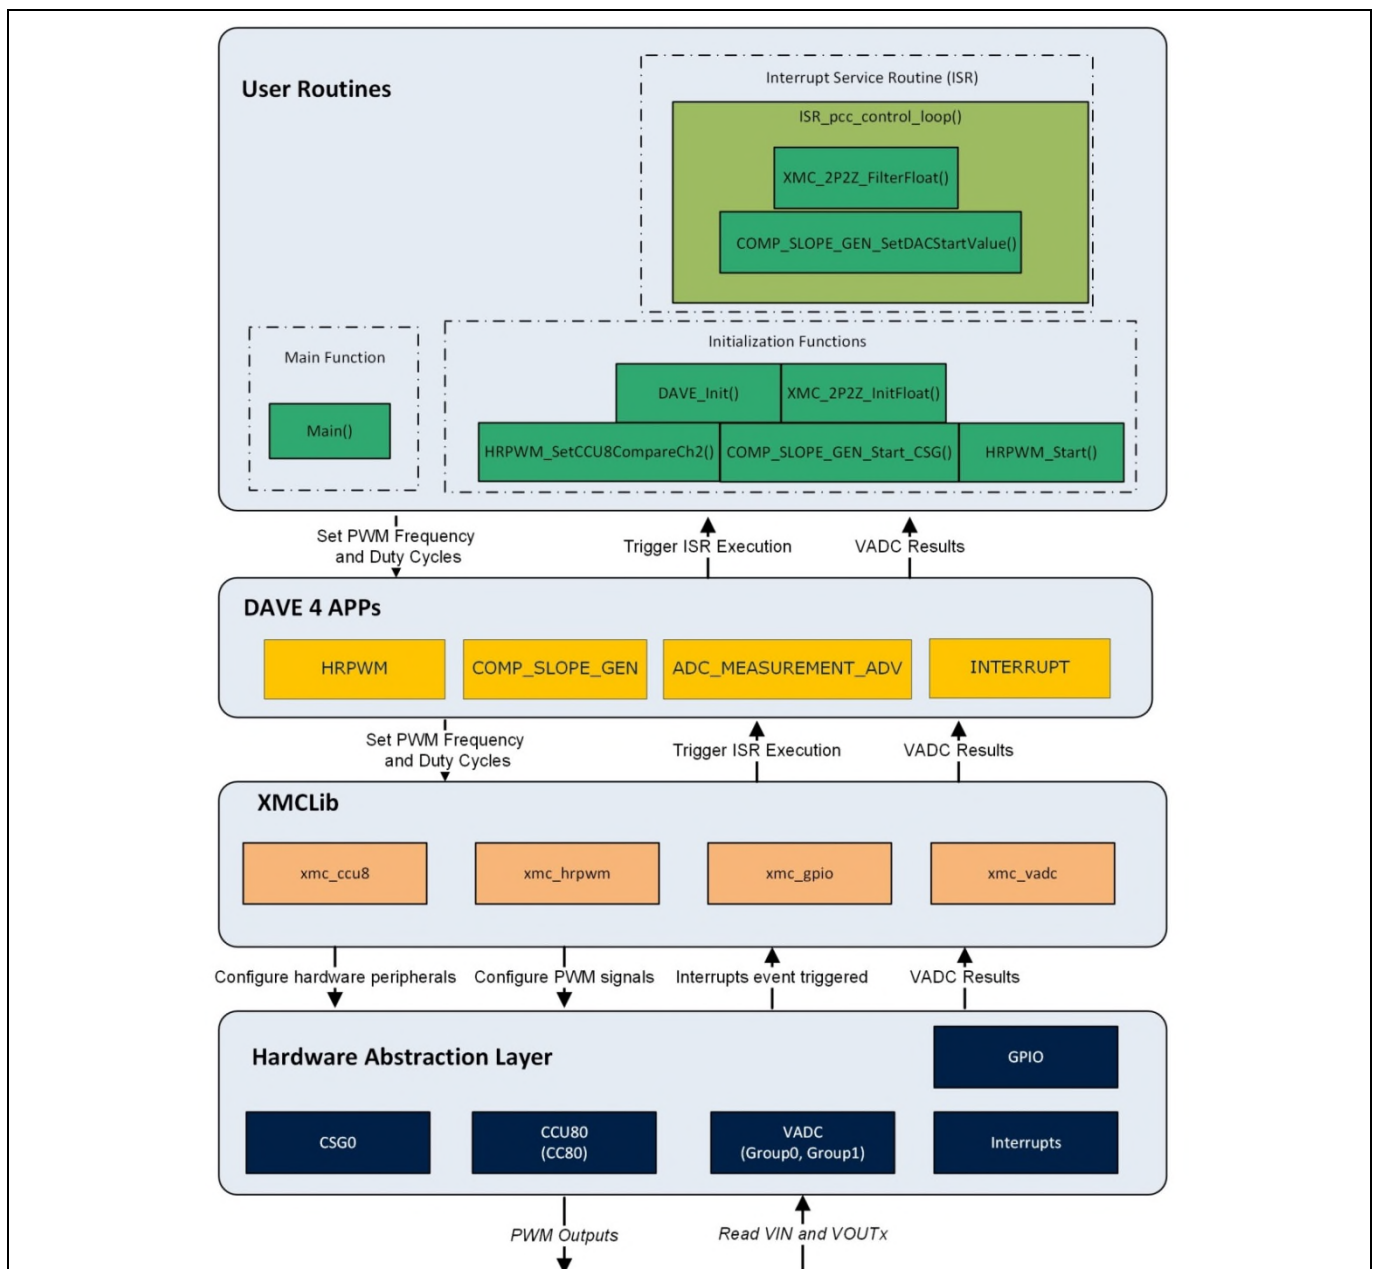 User Routines
Interrupt Service Routine (ISR)
ISR_pcc_control_loop()
XMC_2P2Z_FilterFloat()
COMP_SLOPE_GEN_SetDACStartValue()
Main Function
Main()
Initialization Functions
DAVE_Init()
XMC_2P2Z_InitFloat()
HRPWM_SetCCU8CompareCh2()
COMP_SLOPE_GEN_Start_CSG()
HRPWM_Start()
Set PWM Frequency
and Duty Cycles
Trigger ISR Execution
VADC Results
DAVE 4 APPs
HRPWM
COMP_SLOPE_GEN
ADC_MEASUREMENT_ADV
INTERRUPT
Set PWM Frequency
and Duty Cycles
Trigger ISR Execution
VADC Results
XMCLib
xmc_ccu8
xmc_hrpwm
xmc_gpio
xmc_vadc
Configure hardware peripherals
Configure PWM signals
Interrupts event triggered
VADC Results
Hardware Abstraction Layer
GPIO
CSG0
CCU80
(CC80)
VADC
(Group0, Group1)
Interrupts
PWM Outputs
Read VIN and VOUTx